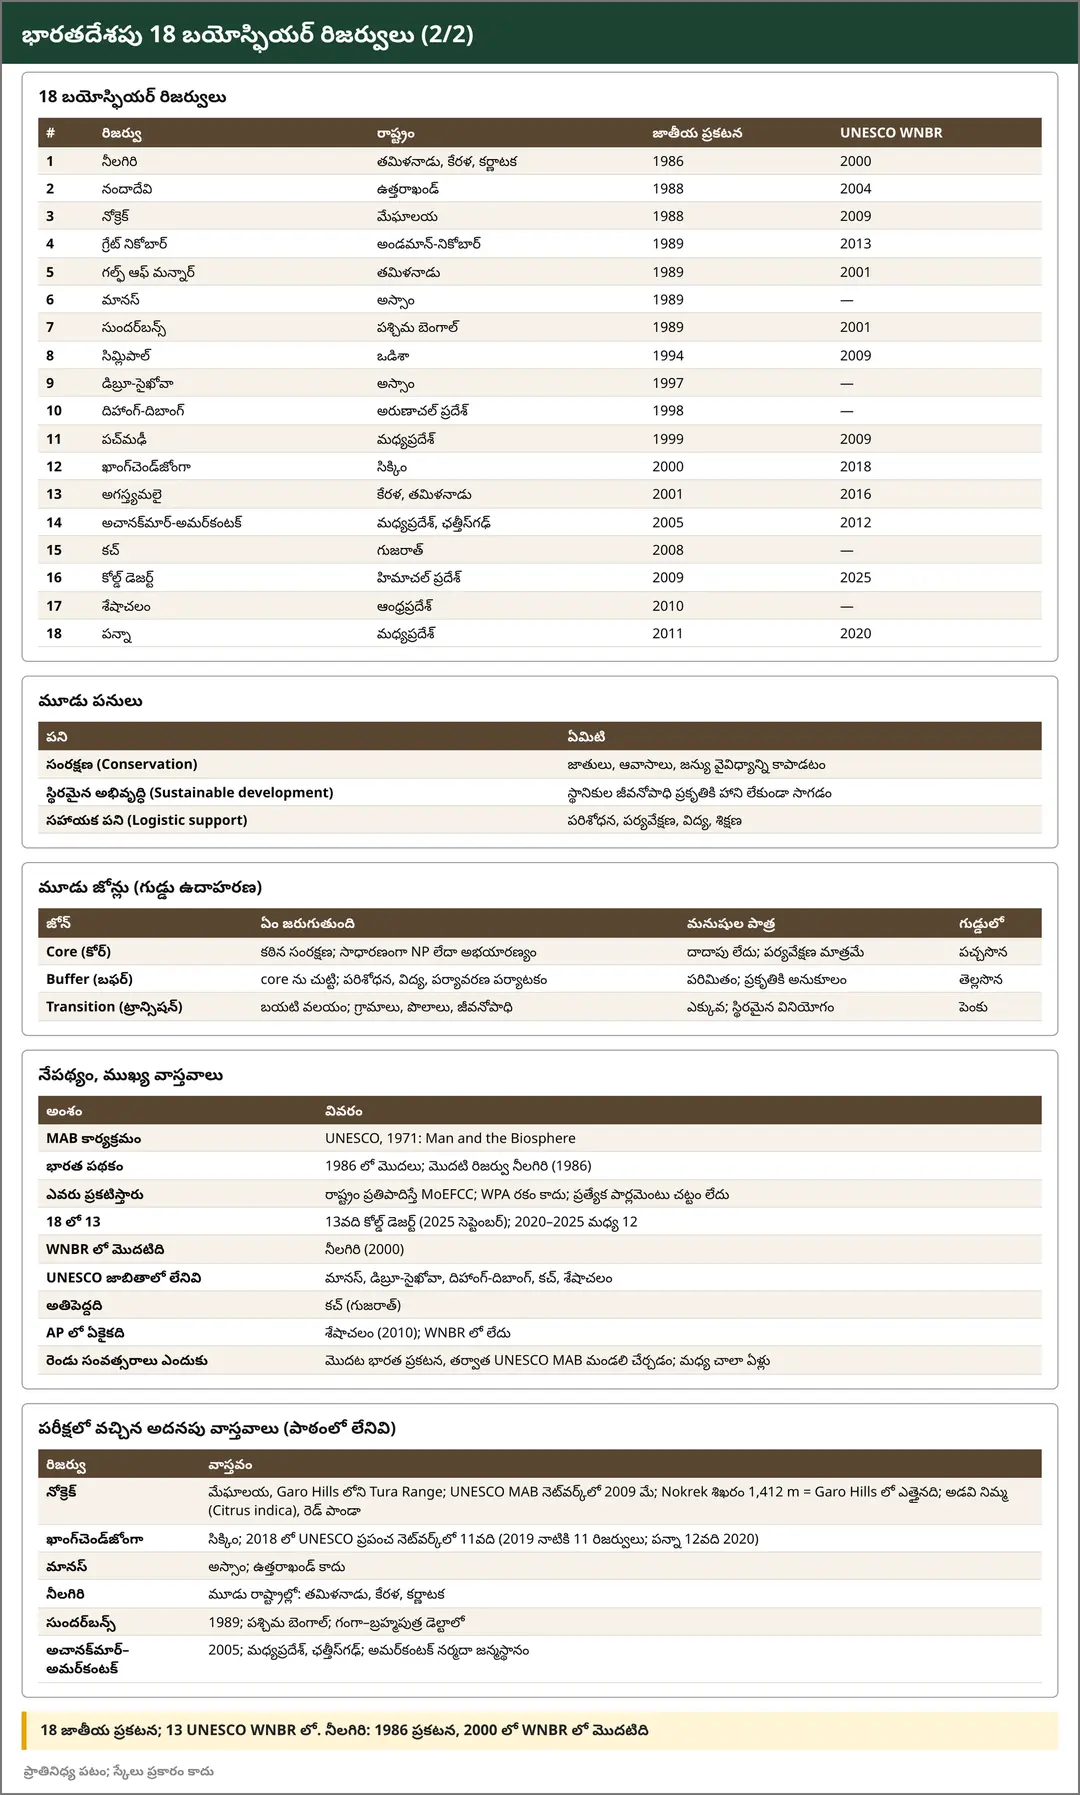 భారతదేశపు 18 బయోస్ఫియర్ రిజర్వులు (2/2)
18 బయోస్ఫియర్ రిజర్వులు
# రిజర్వు రాష్ట్రం జాతీయ ప్రకటన UNESCO WNBR
1 నీలగిరి తమిళనాడు, కేరళ, కర్ణాటక 1986 2000
2 నందాదేవి ఉత్తరాఖండ్ 1988 2004
3 నోక్రెక్ మేఘాలయ 1988 2009
4 గ్రేట్ నికోబార్ అండమాన్-నికోబార్ 1989 2013
5 గల్ఫ్ ఆఫ్ మన్నార్ తమిళనాడు 1989 2001
6 మానస్ అస్సాం 1989 —
7 సుందర్‌బన్స్ పశ్చిమ బెంగాల్ 1989 2001
8 సిమ్లిపాల్ ఒడిశా 1994 2009
9 డిబ్రూ-సైఖోవా అస్సాం 1997 —
10 దిహాంగ్-దిబాంగ్ అరుణాచల్ ప్రదేశ్ 1998 —
11 పచ్‌మఢీ మధ్యప్రదేశ్ 1999 2009
12 ఖాంగ్‌చెండ్‌జోంగా సిక్కిం 2000 2018
13 అగస్త్యమలై కేరళ, తమిళనాడు 2001 2016
14 అచానక్‌మార్-అమర్‌కంటక్ మధ్యప్రదేశ్, ఛత్తీస్‌గఢ్ 2005 2012
15 కచ్ గుజరాత్ 2008 —
16 కోల్డ్ డెజర్ట్ హిమాచల్ ప్రదేశ్ 2009 2025
17 శేషాచలం ఆంధ్రప్రదేశ్ 2010 —
18 పన్నా మధ్యప్రదేశ్ 2011 2020
మూడు పనులు
పని ఏమిటి
సంరక్షణ (Conservation) జాతులు, ఆవాసాలు, జన్యు వైవిధ్యాన్ని కాపాడటం
స్థిరమైన అభివృద్ధి (Sustainable development) స్థానికుల జీవనోపాధి ప్రకృతికి హాని లేకుండా సాగడం
సహాయక పని (Logistic support) పరిశోధన, పర్యవేక్షణ, విద్య, శిక్షణ
మూడు జోన్లు (గుడ్డు ఉదాహరణ)
జోన్ ఏం జరుగుతుంది మనుషుల పాత్ర గుడ్డులో
Core (కోర్) కఠిన సంరక్షణ; సాధారణంగా NP లేదా అభయారణ్యం దాదాపు లేదు; పర్యవేక్షణ మాత్రమే పచ్చసొన
Buffer (బఫర్) core ను చుట్టి; పరిశోధన, విద్య, పర్యావరణ పర్యాటకం పరిమితం; ప్రకృతికి అనుకూలం తెల్లసొన
Transition (ట్రాన్సిషన్) బయటి వలయం; గ్రామాలు, పొలాలు, జీవనోపాధి ఎక్కువ; స్థిరమైన వినియోగం పెంకు
నేపథ్యం, ముఖ్య వాస్తవాలు
అంశం వివరం
MAB కార్యక్రమం UNESCO, 1971: Man and the Biosphere
భారత పథకం 1986 లో మొదలు; మొదటి రిజర్వు నీలగిరి (1986)
ఎవరు ప్రకటిస్తారు రాష్ట్రం ప్రతిపాదిస్తే MoEFCC; WPA రకం కాదు; ప్రత్యేక పార్లమెంటు చట్టం లేదు
18 లో 13 13వది కోల్డ్ డెజర్ట్ (2025 సెప్టెంబర్); 2020–2025 మధ్య 12
WNBR లో మొదటిది నీలగిరి (2000)
UNESCO జాబితాలో లేనివి మానస్, డిబ్రూ-సైఖోవా, దిహాంగ్-దిబాంగ్, కచ్, శేషాచలం
అతిపెద్దది కచ్ (గుజరాత్)
AP లో ఏకైకది శేషాచలం (2010); WNBR లో లేదు
రెండు సంవత్సరాలు ఎందుకు మొదట భారత ప్రకటన, తర్వాత UNESCO MAB మండలి చేర్చడం; మధ్య చాలా ఏళ్లు
పరీక్షలో వచ్చిన అదనపు వాస్తవాలు (పాఠంలో లేనివి)
రిజర్వు వాస్తవం
నోక్రెక్ మేఘాలయ, Garo Hills లోని Tura Range; UNESCO MAB నెట్‌వర్క్‌లో 2009 మే; Nokrek శిఖరం 1,412 m = Garo Hills లో ఎత్తైనది; అడవి నిమ్మ
(Citrus indica), రెడ్ పాండా
ఖాంగ్‌చెండ్‌జోంగా సిక్కిం; 2018 లో UNESCO ప్రపంచ నెట్‌వర్క్‌లో 11వది (2019 నాటికి 11 రిజర్వులు; పన్నా 12వది 2020)
మానస్ అస్సాం; ఉత్తరాఖండ్ కాదు
నీలగిరి మూడు రాష్ట్రాల్లో: తమిళనాడు, కేరళ, కర్ణాటక
సుందర్‌బన్స్ 1989; పశ్చిమ బెంగాల్; గంగా–బ్రహ్మపుత్ర డెల్టాలో
అచానక్‌మార్– 2005; మధ్యప్రదేశ్, ఛత్తీస్‌గఢ్; అమర్‌కంటక్ నర్మదా జన్మస్థానం
అమర్‌కంటక్
18 జాతీయ ప్రకటన; 13 UNESCO WNBR లో. నీలగిరి: 1986 ప్రకటన, 2000 లో WNBR లో మొదటిది
ప్రాతినిధ్య పటం; స్కేలు ప్రకారం కాదు